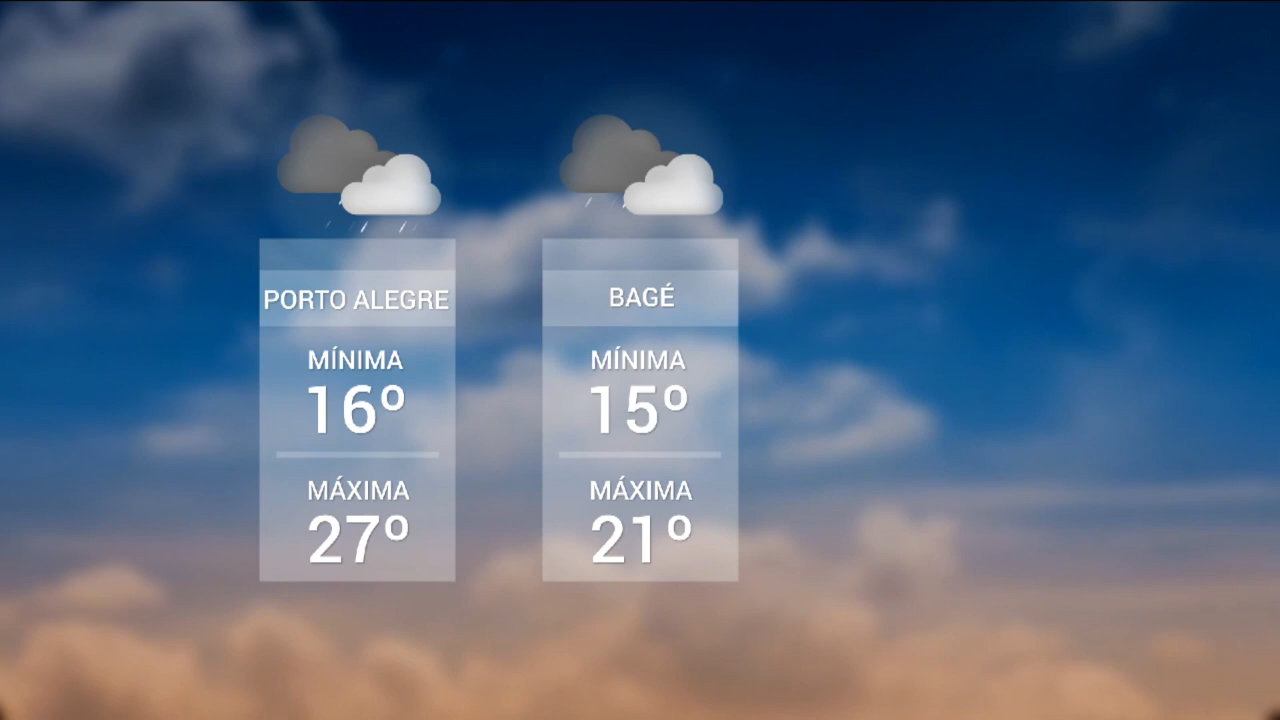 PORTO ALEGRE
MÍNIMA
16º
MÁXIMA
27º
BAGÉ
MÍNIMA
15º
MÁXIMA
21º